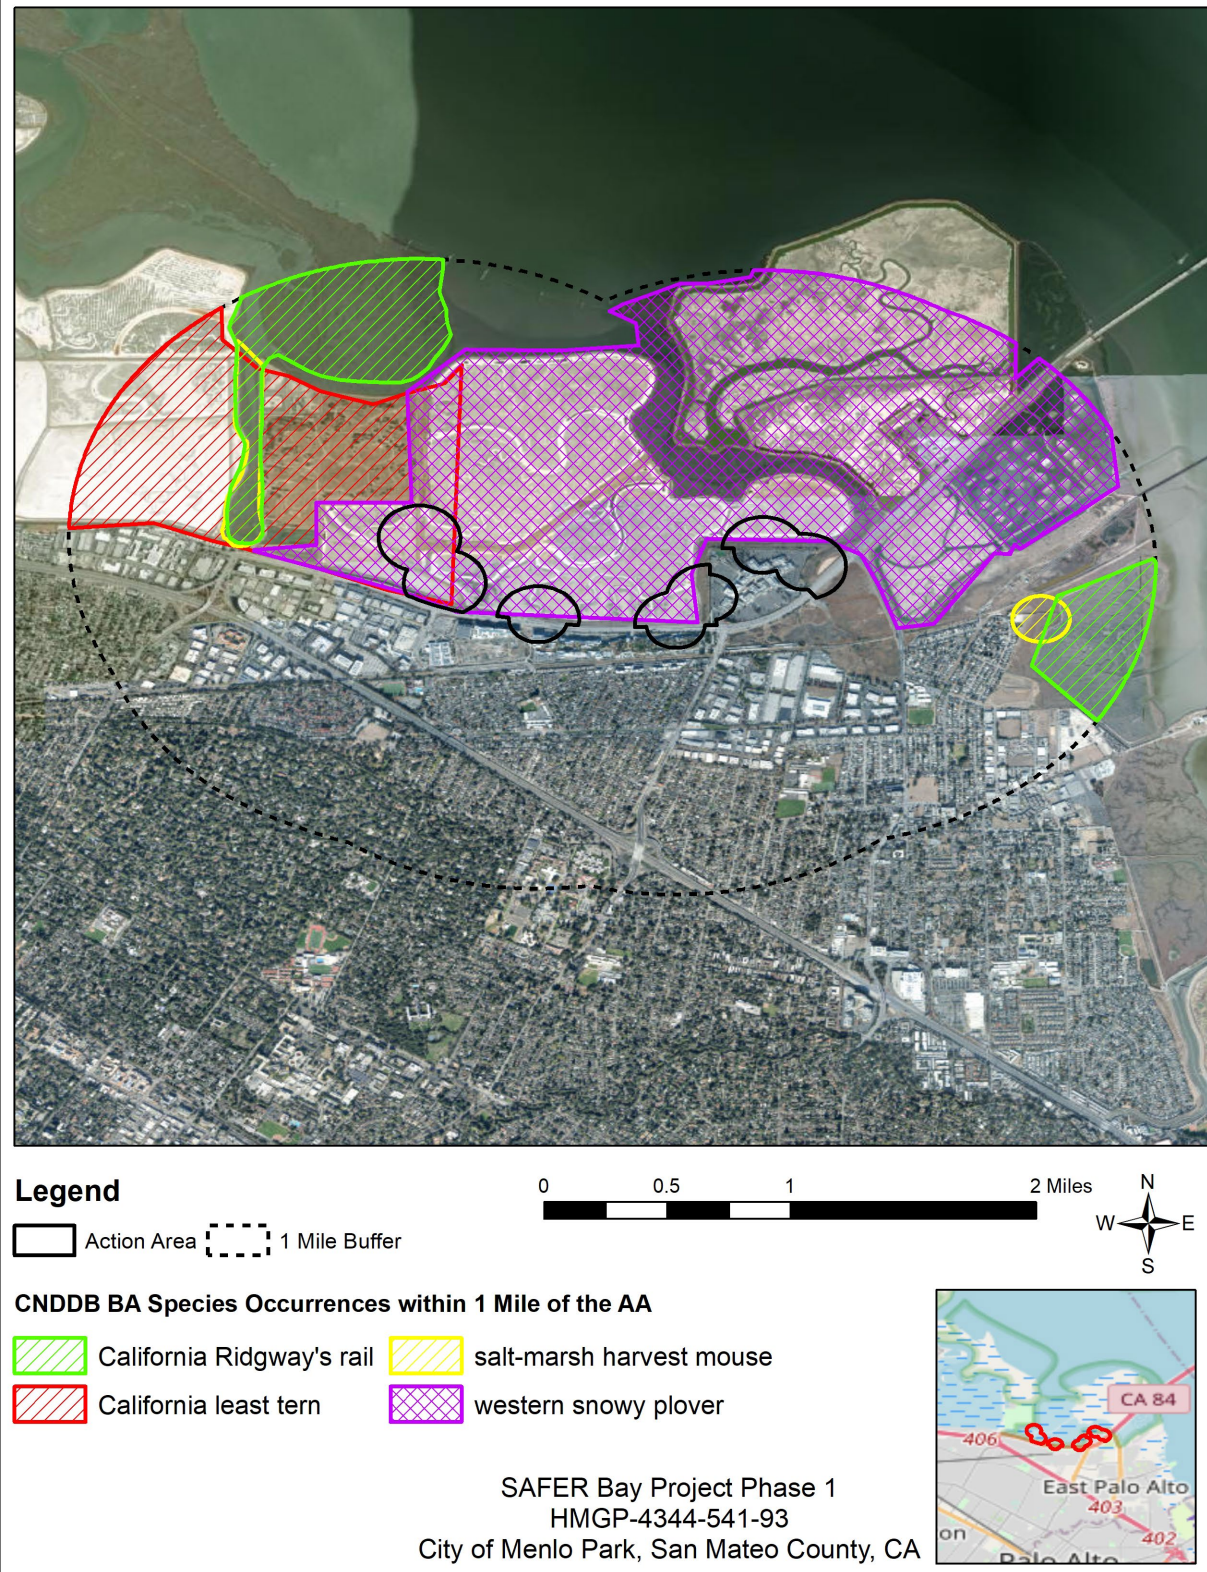 Legend
0 0.5 1 2 Miles
N
W E
S
Action Area 1 Mile Buffer
CNDDB BA Species Occurrences within 1 Mile of the AA
California Ridgway's rail salt-marsh harvest mouse
California least tern western snowy plover
SAFER Bay Project Phase 1
HMGP-4344-541-93
City of Menlo Park, San Mateo County, CA
CA 84
406
East Palo Alto
403
on
402
Palo Alto